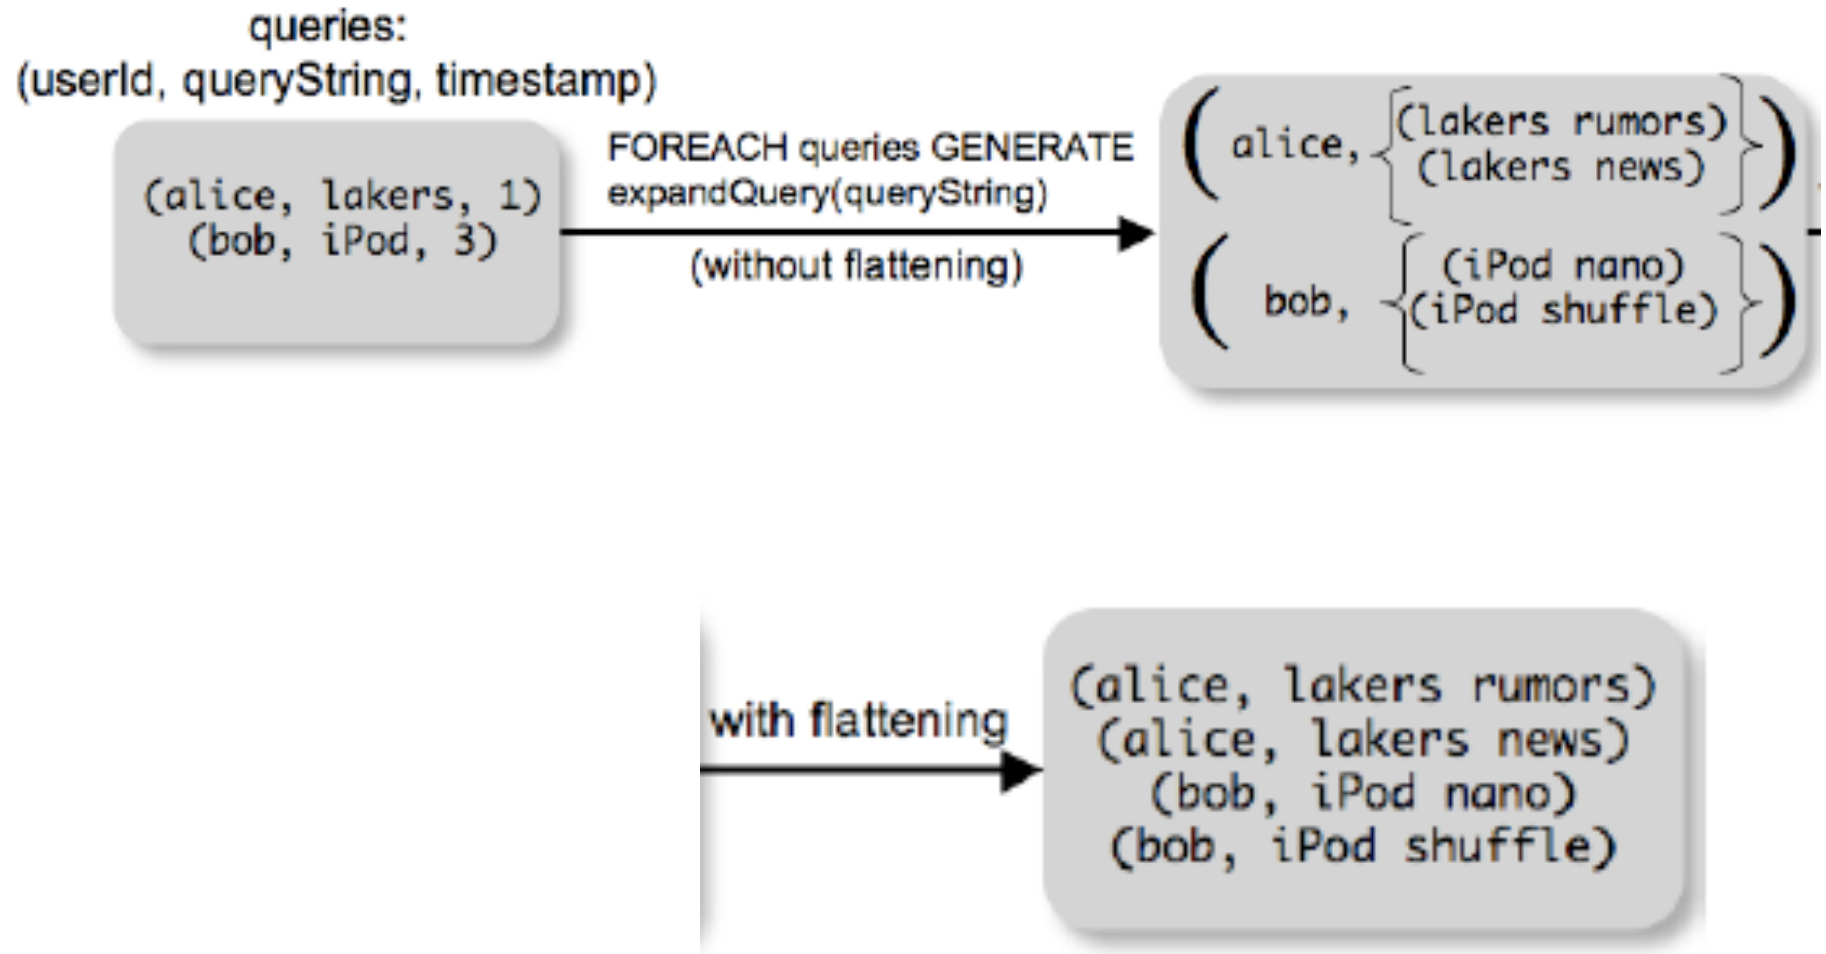 queries:
(userId, queryString, timestamp)
(alice, lakers, 1)
(bob, iPod, 3)
FOREACH queries GENERATE
expandQuery(queryString)
(without flattening)
( alice, { (lakers rumors)
(lakers news) } )
( bob, { (iPod nano)
(iPod shuffle) } )
with flattening
(alice, lakers rumors)
(alice, lakers news)
(bob, iPod nano)
(bob, iPod shuffle)